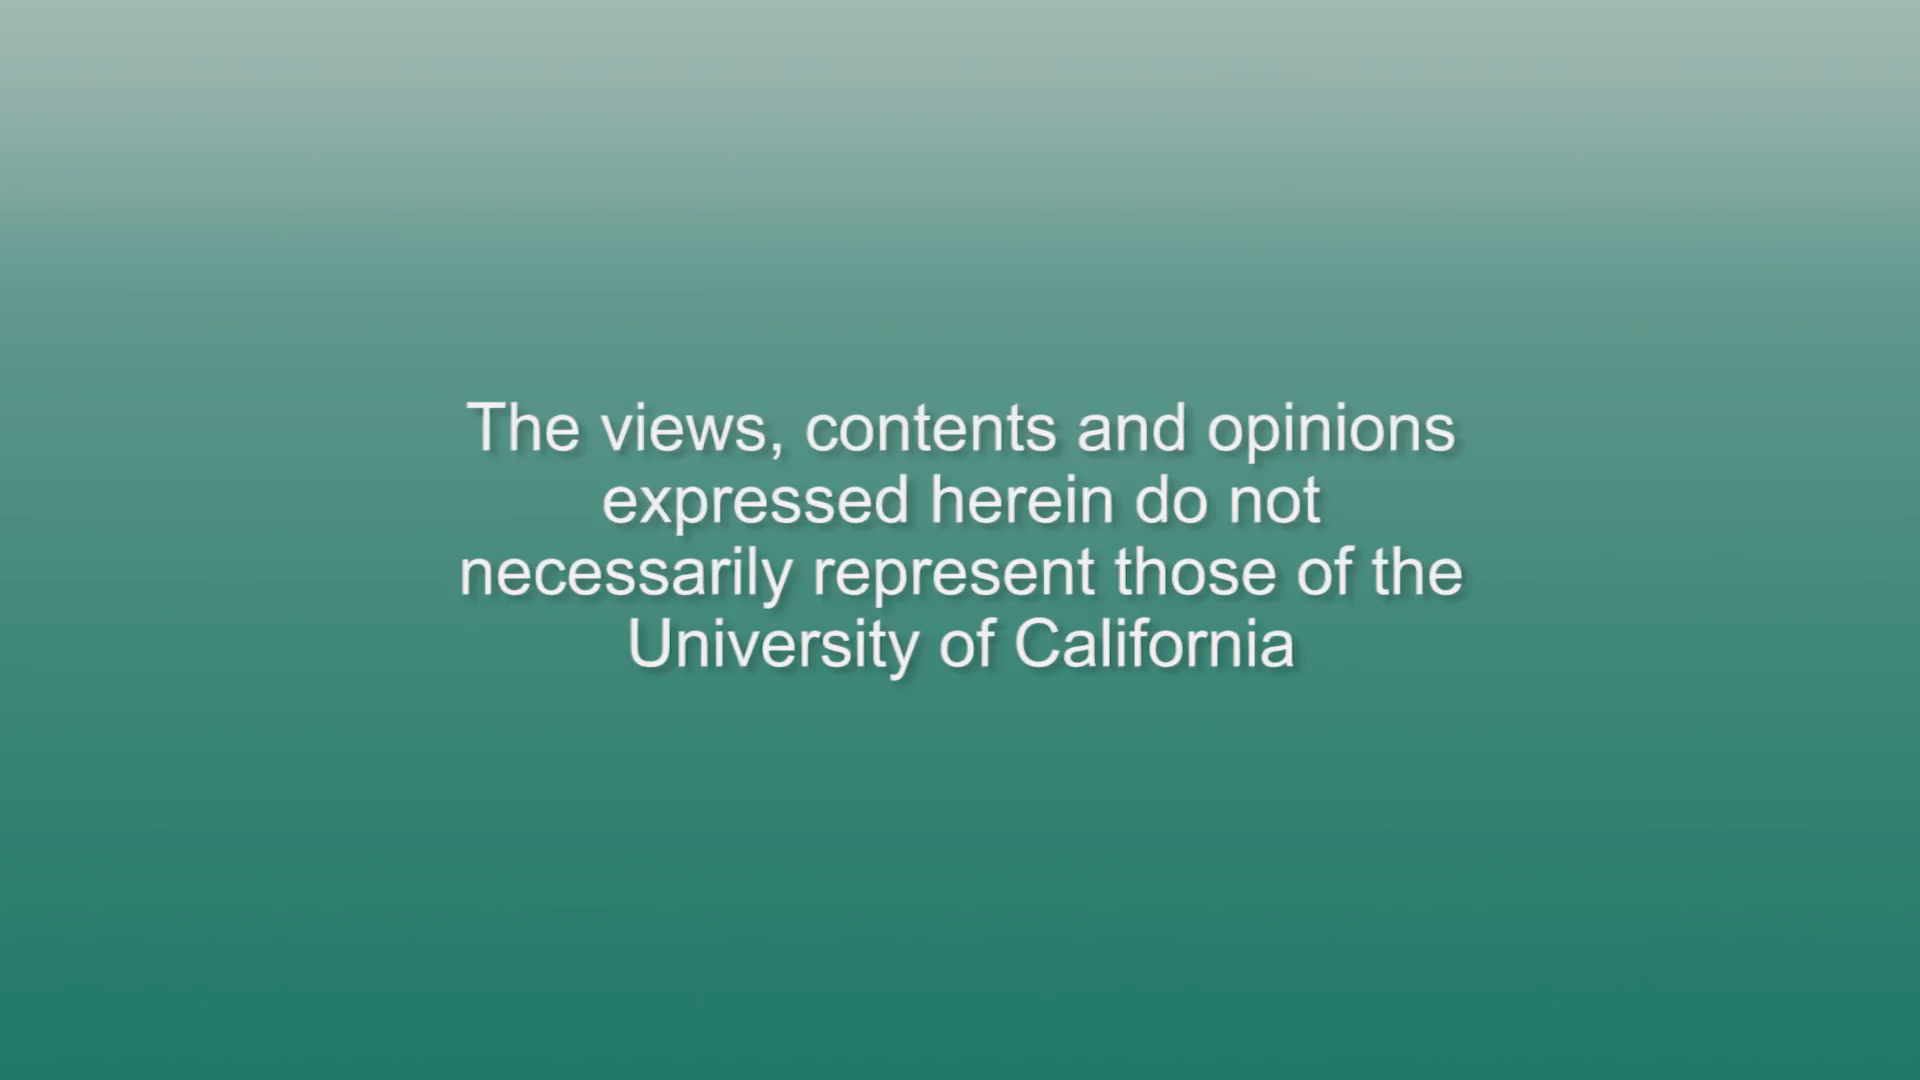 The views, contents and opinions
expressed herein do not
necessarily represent those of the
University of California